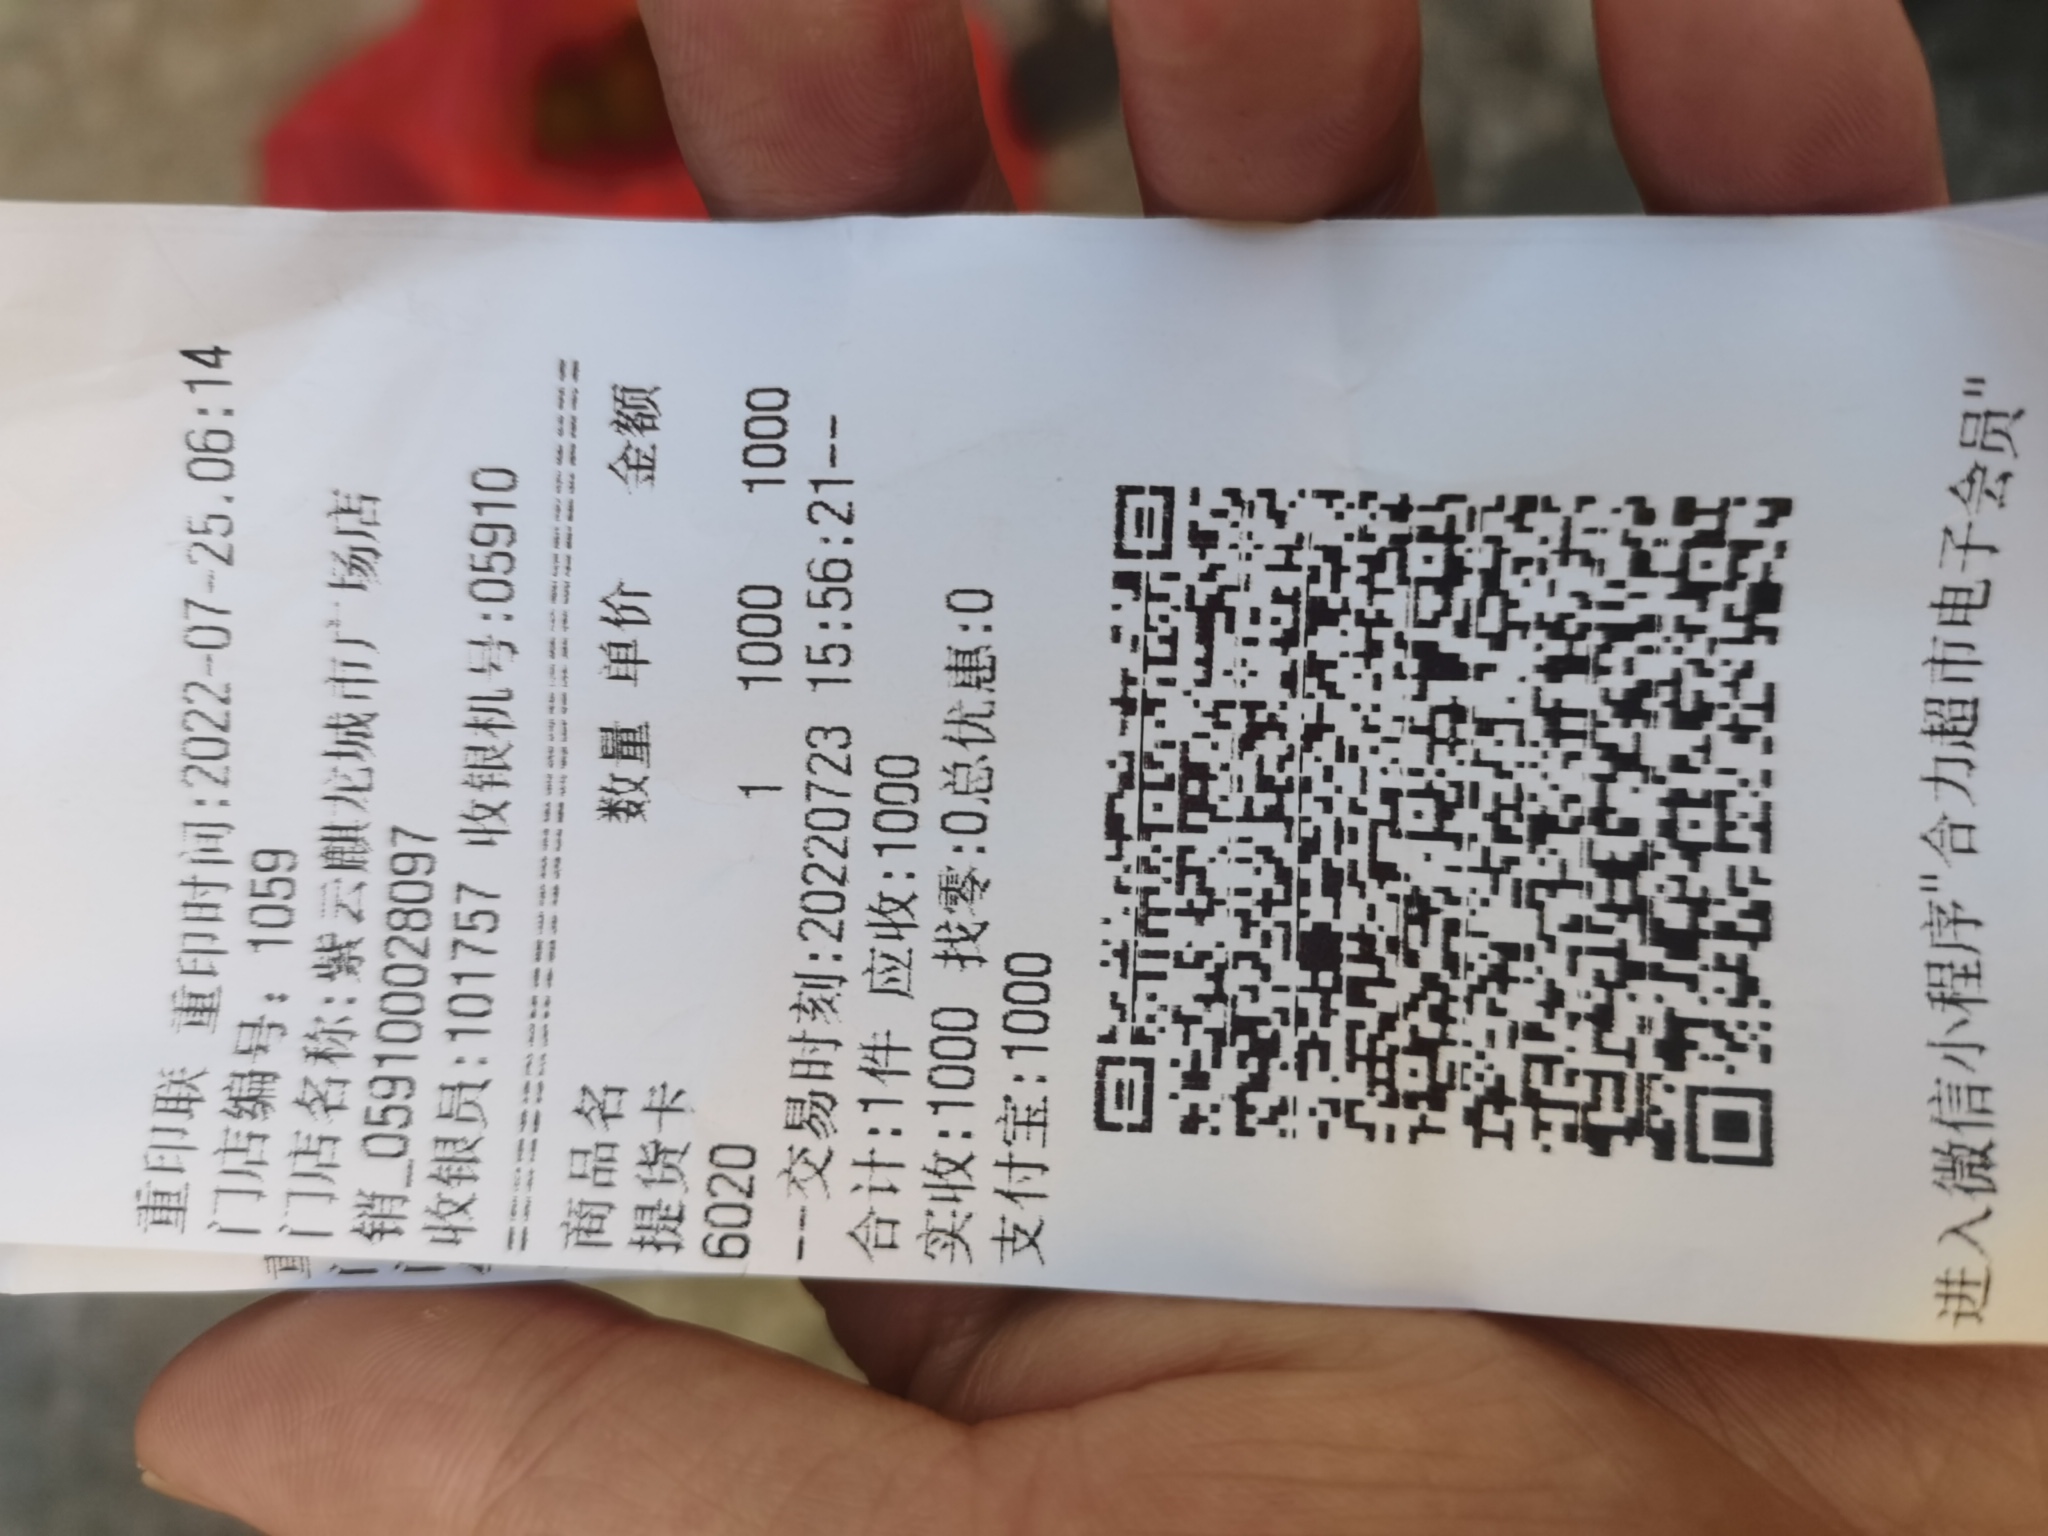 重印联 重印时间:2022-07-25.06:14
门店编号: 1059
门店名称:紫云麒龙城市广场店
销_0591000028097
收银员:101757 收银机号:05910
商品名 数量 单价 金额
提货卡
6020 1 1000 1000
--交易时刻:20220723 15:56:21--
合计:1件 应收:1000
实收:1000 找零:0总优惠:0
支付宝:1000
进入微信小程序"合力超市电子会员"